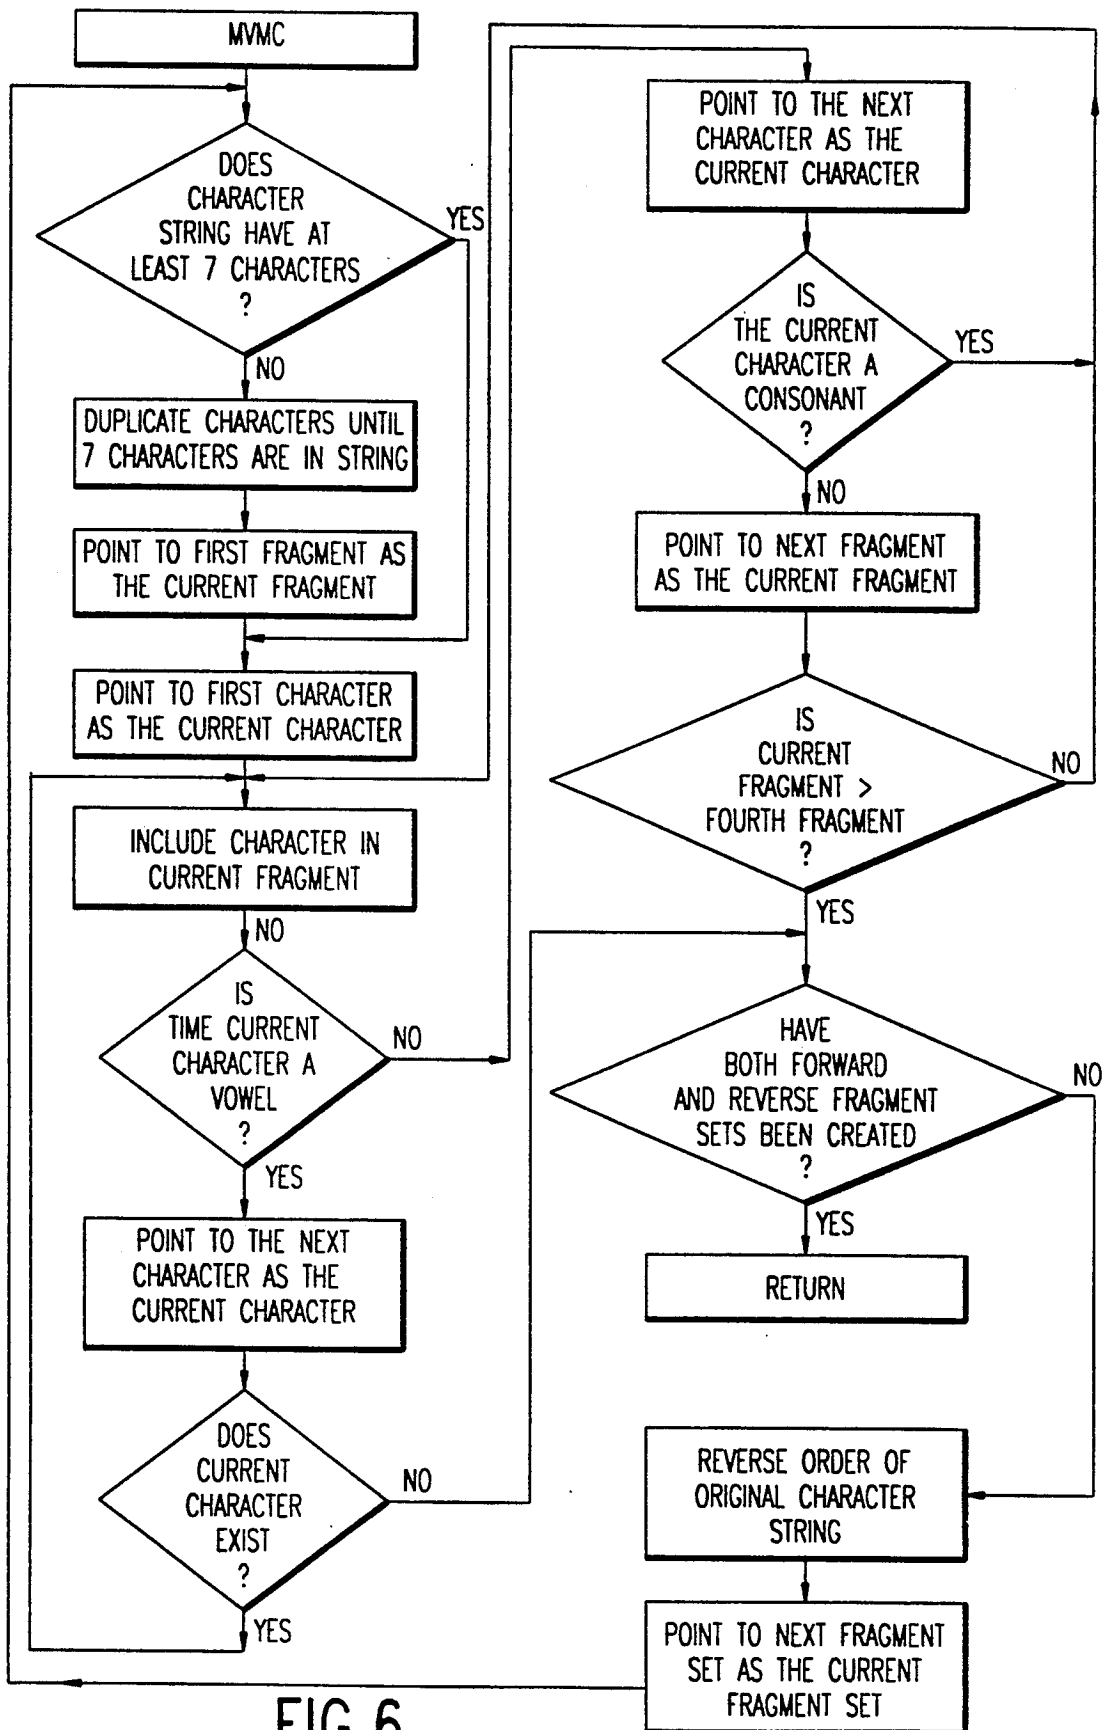 MVMC
DOES
CHARACTER
STRING HAVE AT
LEAST 7 CHARACTERS
?
YES
NO
DUPLICATE CHARACTERS UNTIL
7 CHARACTERS ARE IN STRING
POINT TO FIRST FRAGMENT AS
THE CURRENT FRAGMENT
POINT TO FIRST CHARACTER
AS THE CURRENT CHARACTER
INCLUDE CHARACTER IN
CURRENT FRAGMENT
NO
IS
TIME CURRENT
CHARACTER A
VOWEL
?
NO
YES
POINT TO THE NEXT
CHARACTER AS THE
CURRENT CHARACTER
DOES
CURRENT
CHARACTER
EXIST
?
NO
YES
POINT TO THE NEXT
CHARACTER AS THE
CURRENT CHARACTER
IS
THE CURRENT
CHARACTER A
CONSONANT
?
YES
NO
POINT TO NEXT FRAGMENT
AS THE CURRENT FRAGMENT
IS
CURRENT
FRAGMENT >
FOURTH FRAGMENT
?
NO
YES
HAVE
BOTH FORWARD
AND REVERSE FRAGMENT
SETS BEEN CREATED
?
NO
YES
RETURN
REVERSE ORDER OF
ORIGINAL CHARACTER
STRING
POINT TO NEXT FRAGMENT
SET AS THE CURRENT
FRAGMENT SET
FIG. 6